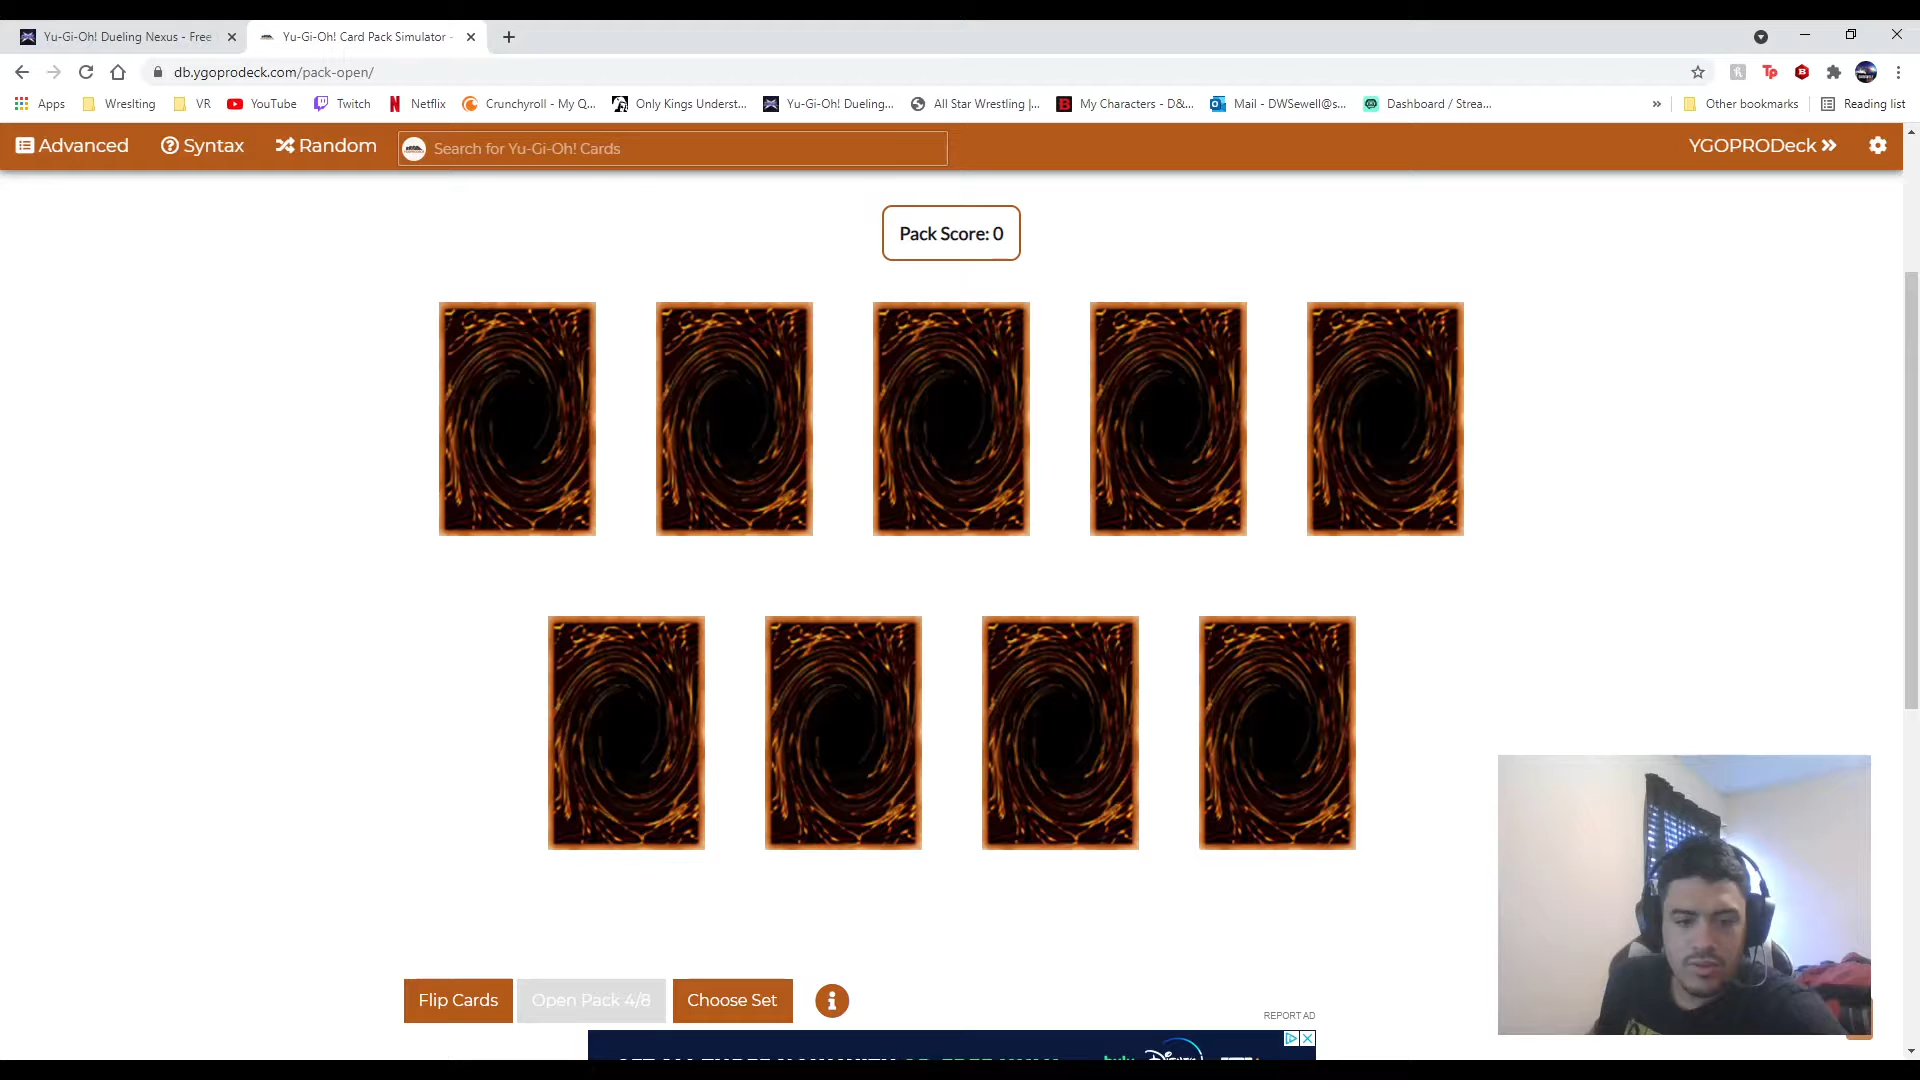 Yu-Gi-Oh! Dueling Nexus - Free
Yu-Gi-Oh! Card Pack Simulator -
db.ygoprodeck.com/pack-open/
Apps
Wreslting
VR
YouTube
Twitch
Netflix
Crunchyroll - My Q...
Only Kings Underst...
Yu-Gi-Oh! Dueling...
All Star Wrestling |...
My Characters - D&...
Mail - DWSewell@s...
Dashboard / Strea...
»
Other bookmarks
Reading list
Advanced
Syntax
Random
Search for Yu-Gi-Oh! Cards
YGOPRODeck
Pack Score: 0
Flip Cards
Open Pack 4/8
Choose Set
REPORT AD
hulu
Disney